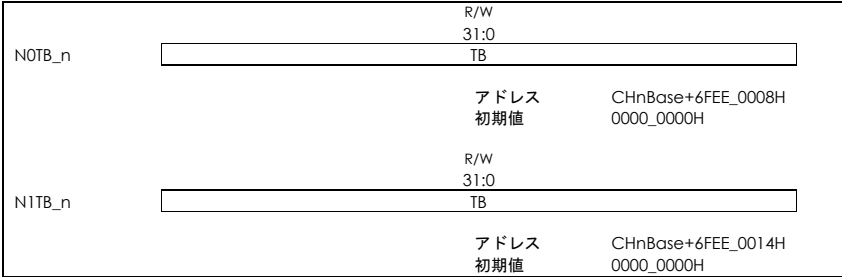 R/W
31:0
N0TB_n TB
アドレス CHnBase+6FEE_0008H
初期値 0000_0000H
R/W
31:0
N1TB_n TB
アドレス CHnBase+6FEE_0014H
初期値 0000_0000H